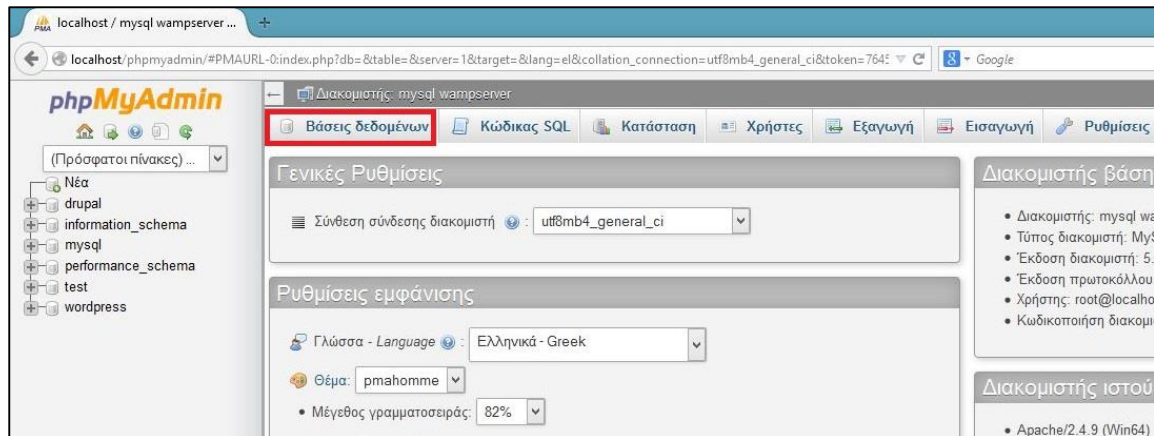 localhost / mysql wampserver ...
localhost/phpmyadmin/#PMAURL-0:index.php?db=&table=&server=1&target=&lang=el&collation_connection=utf8mb4_general_ci&token=764
Google
phpMyAdmin
(Πρόσφατοι πίνακες) ...
Νέα
drupal
information_schema
mysql
performance_schema
test
wordpress
Διακομιστής: mysql wampserver
Βάσεις δεδομένων
Κώδικας SQL
Κατάσταση
Χρήστες
Εξαγωγή
Εισαγωγή
Ρυθμίσεις
Γενικές Ρυθμίσεις
Σύνθεση σύνδεσης διακομιστή : utf8mb4_general_ci
Ρυθμίσεις εμφάνισης
Γλώσσα - Language : Ελληνικά - Greek
Θέμα: pmahomme
• Μέγεθος γραμματοσειράς: 82%
Διακομιστής βάση
• Διακομιστής: mysql wa
• Τύπος διακομιστή: My
• Έκδοση διακομιστή: 5.
• Έκδοση πρωτοκόλλου
• Χρήστης: root@localho
• Κωδικοποίηση διακομι
Διακομιστής ιστού
• Apache/2.4.9 (Win64)